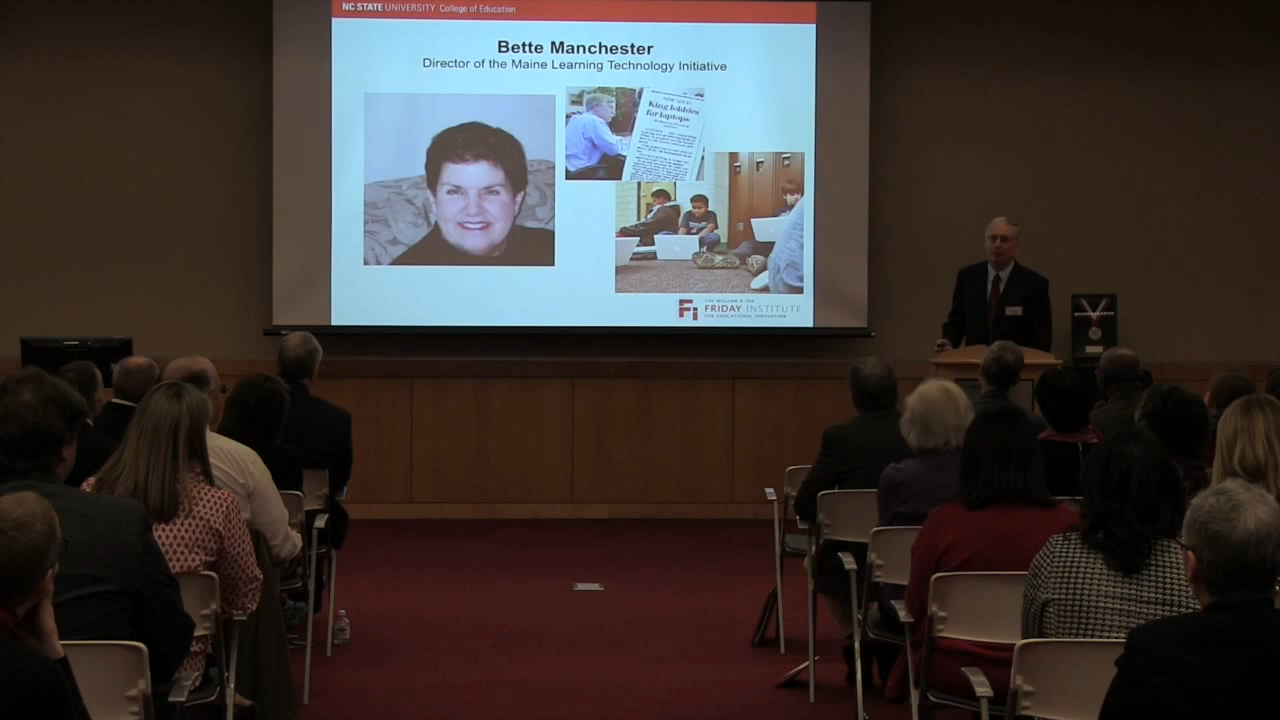 NC STATE UNIVERSITY College of Education
Bette Manchester
Director of the Maine Learning Technology Initiative
King lobbies
for laptops
THE WILLIAM & IDA
FRIDAY INSTITUTE
FOR EDUCATIONAL INNOVATION